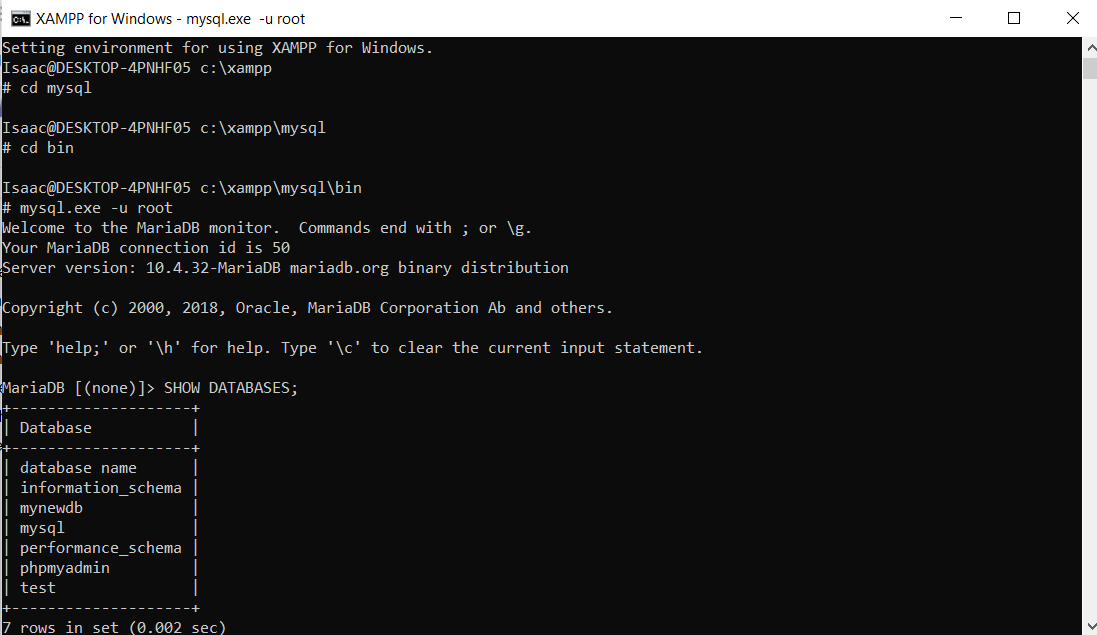 XAMPP for Windows - mysql.exe  -u root
Setting environment for using XAMPP for Windows.
Isaac@DESKTOP-4PNHF05 c:\xampp
# cd mysql
Isaac@DESKTOP-4PNHF05 c:\xampp\mysql
# cd bin
Isaac@DESKTOP-4PNHF05 c:\xampp\mysql\bin
# mysql.exe -u root
Welcome to the MariaDB monitor.  Commands end with ; or \g.
Your MariaDB connection id is 50
Server version: 10.4.32-MariaDB mariadb.org binary distribution
Copyright (c) 2000, 2018, Oracle, MariaDB Corporation Ab and others.
Type 'help;' or '\h' for help. Type '\c' to clear the current input statement.
MariaDB [(none)]> SHOW DATABASES;
+--------------------+
| Database           |
+--------------------+
| database name      |
| information_schema |
| mynewdb            |
| mysql              |
| performance_schema |
| phpmyadmin         |
| test               |
+--------------------+
7 rows in set (0.002 sec)